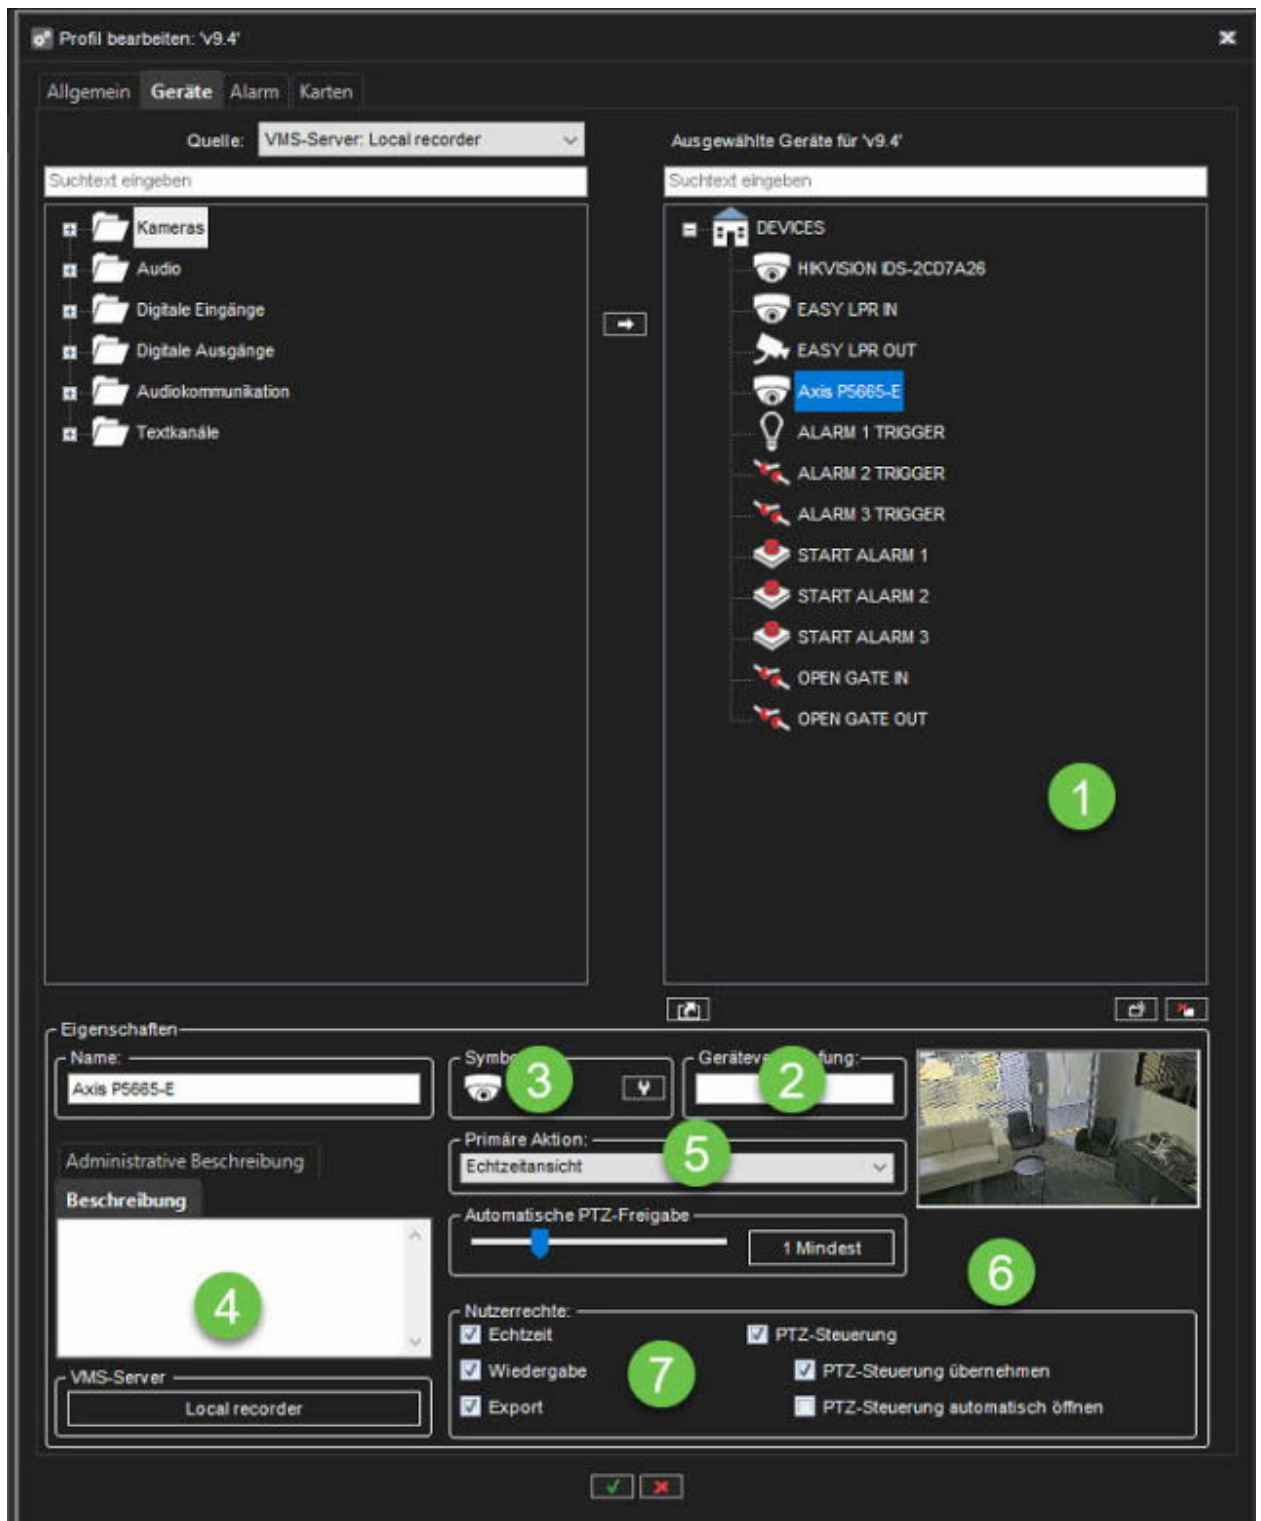 Profil bearbeiten: 'v9.4'
Allgemein Geräte Alarm Karten
Quelle: VMS-Server: Local recorder
Ausgewählte Geräte für 'v9.4'
Suchtext eingeben
Suchtext eingeben
Kameras
Audio
Digitale Eingänge
Digitale Ausgänge
Audiokommunikation
Textkanäle
DEVICES
HIKVISION IDS-2CD7A26
EASY LPR IN
EASY LPR OUT
Axis P5665-E
ALARM 1 TRIGGER
ALARM 2 TRIGGER
ALARM 3 TRIGGER
START ALARM 1
START ALARM 2
START ALARM 3
OPEN GATE IN
OPEN GATE OUT
1
Eigenschaften
Name:
Axis P5665-E
3
2
Administrative Beschreibung
Beschreibung
4
VMS-Server
Local recorder
Primäre Aktion:
5
Echtzeitansicht
Automatische PTZ-Freigabe
1 Mindest
6
Nutzerrechte:
Echtzeit
Wiedergabe
Export
7
PTZ-Steuerung
PTZ-Steuerung übernehmen
PTZ-Steuerung automatisch öffnen